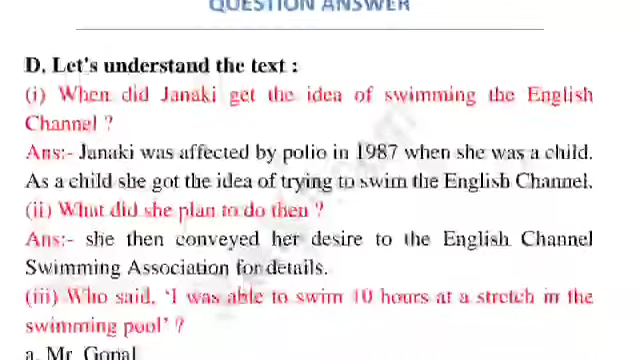 QUESTION ANSWER
D. Let's understand the text :
(i) When did Janaki get the idea of swimming the English
Channel ?
Ans:- Janaki was affected by polio in 1987 when she was a child.
As a child she got the idea of trying to swim the English Channel.
(ii) What did she plan to do then ?
Ans:- she then conveyed her desire to the English Channel
Swimming Association for details.
(iii) Who said, 'I was able to swim 10 hours at a stretch in the
swimming pool' ?
a. Mr. Gopal